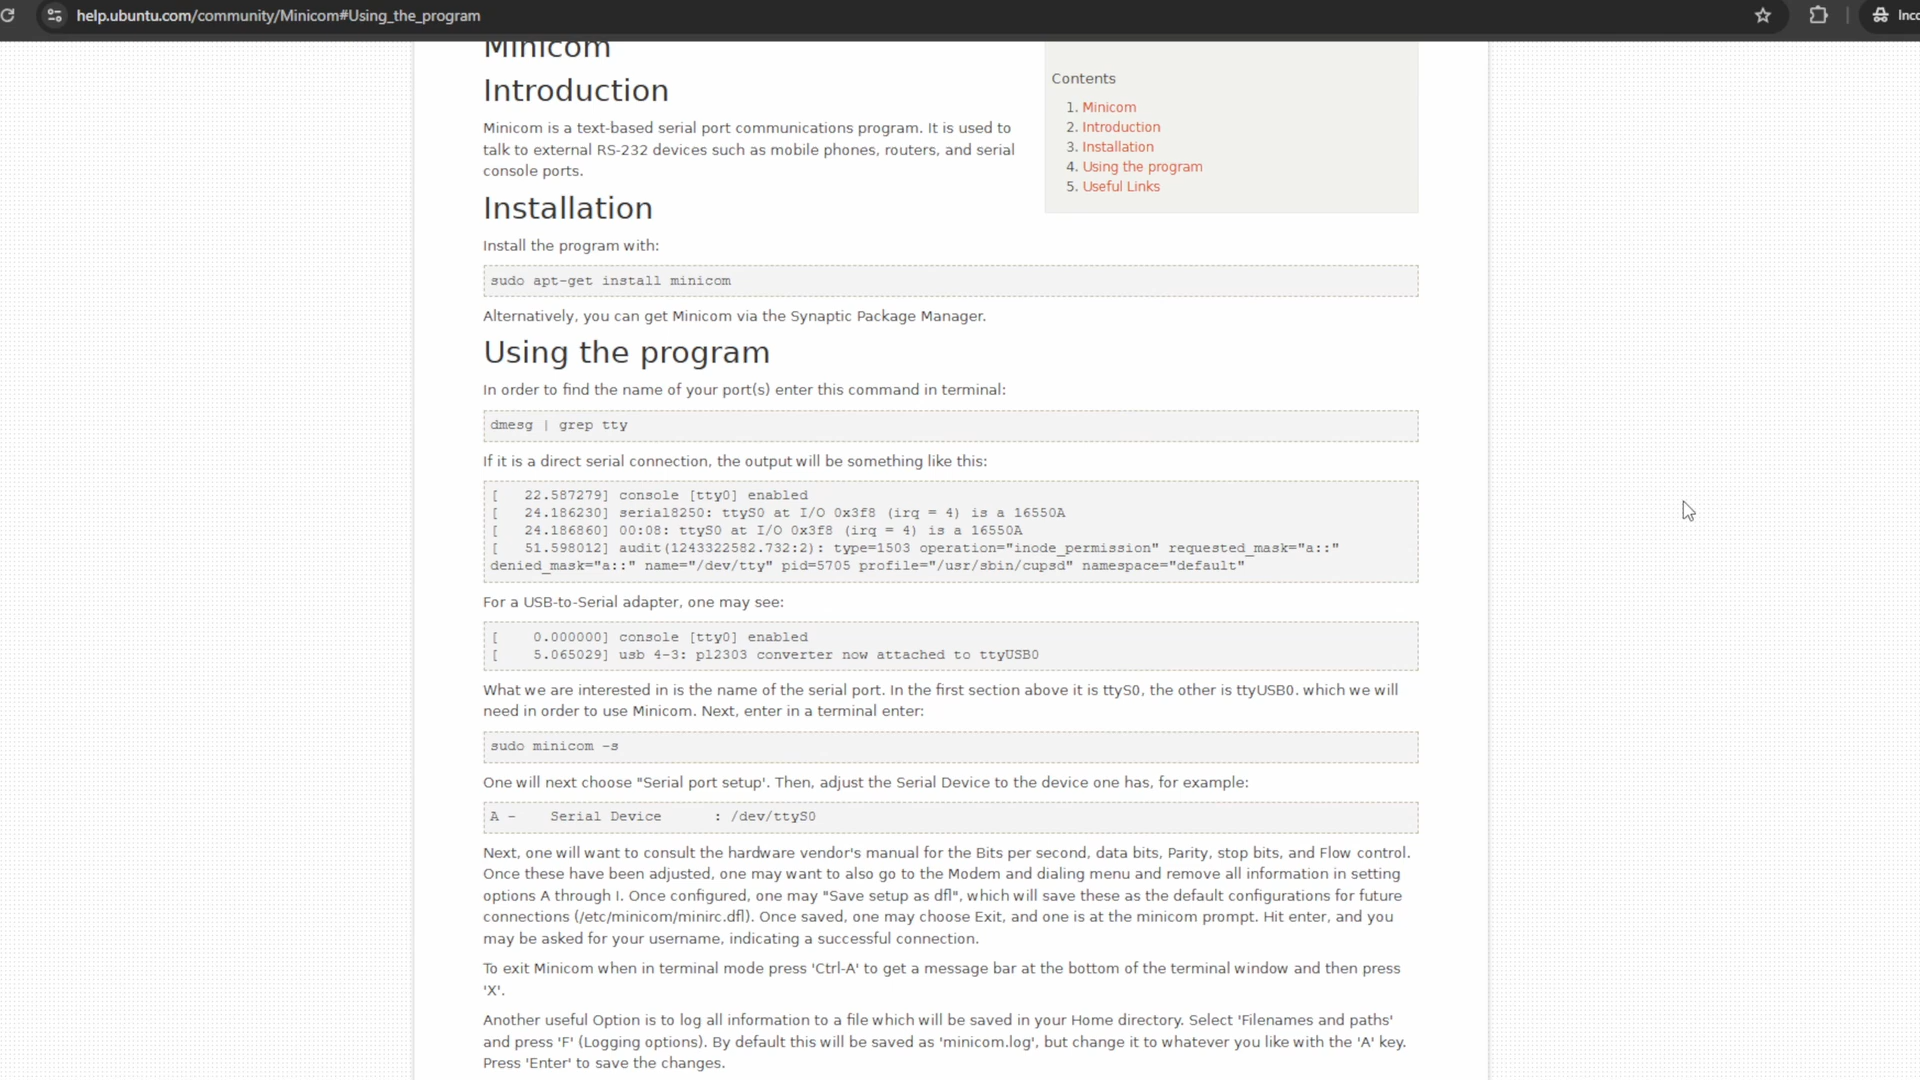 help.ubuntu.com/community/Minicom#Using_the_program
Inco
Minicom
Introduction
Minicom is a text-based serial port communications program. It is used to
talk to external RS-232 devices such as mobile phones, routers, and serial
console ports.
Contents
1. Minicom
2. Introduction
3. Installation
4. Using the program
5. Useful Links
Installation
Install the program with:
sudo apt-get install minicom
Alternatively, you can get Minicom via the Synaptic Package Manager.
Using the program
In order to find the name of your port(s) enter this command in terminal:
dmesg | grep tty
If it is a direct serial connection, the output will be something like this:
[   22.587279] console [tty0] enabled
[   24.186230] serial8250: ttyS0 at I/O 0x3f8 (irq = 4) is a 16550A
[   24.186860] 00:08: ttyS0 at I/O 0x3f8 (irq = 4) is a 16550A
[   51.598012] audit(1243322582.732:2): type=1503 operation="inode_permission" requested_mask="a::"
denied_mask="a::" name="/dev/tty" pid=5705 profile="/usr/sbin/cupsd" namespace="default"
For a USB-to-Serial adapter, one may see:
[    0.000000] console [tty0] enabled
[    5.065029] usb 4-3: pl2303 converter now attached to ttyUSB0
What we are interested in is the name of the serial port. In the first section above it is ttyS0, the other is ttyUSB0. which we will
need in order to use Minicom. Next, enter in a terminal enter:
sudo minicom -s
One will next choose "Serial port setup'. Then, adjust the Serial Device to the device one has, for example:
A -    Serial Device      : /dev/ttyS0
Next, one will want to consult the hardware vendor's manual for the Bits per second, data bits, Parity, stop bits, and Flow control.
Once these have been adjusted, one may want to also go to the Modem and dialing menu and remove all information in setting
options A through I. Once configured, one may "Save setup as dfl", which will save these as the default configurations for future
connections (/etc/minicom/minirc.dfl). Once saved, one may choose Exit, and one is at the minicom prompt. Hit enter, and you
may be asked for your username, indicating a successful connection.
To exit Minicom when in terminal mode press 'Ctrl-A' to get a message bar at the bottom of the terminal window and then press
'X'.
Another useful Option is to log all information to a file which will be saved in your Home directory. Select 'Filenames and paths'
and press 'F' (Logging options). By default this will be saved as 'minicom.log', but change it to whatever you like with the 'A' key.
Press 'Enter' to save the changes.